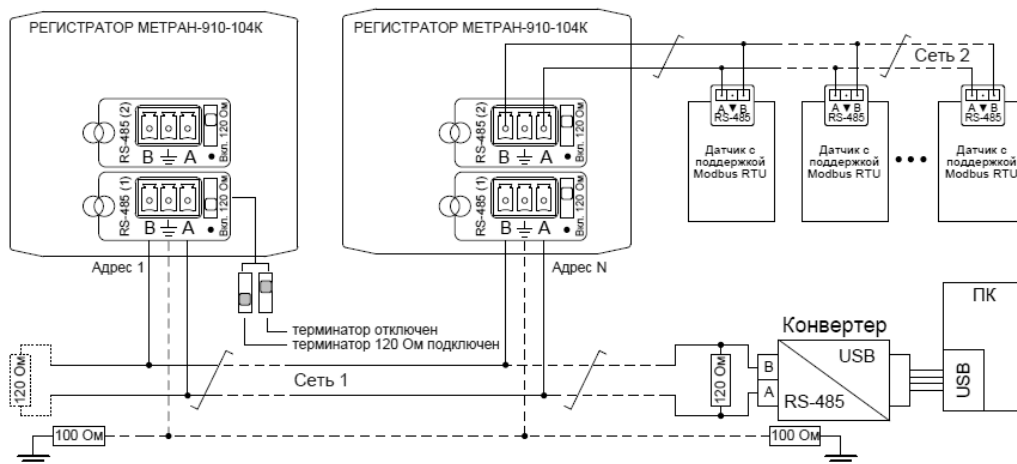 РЕГИСТРАТОР МЕТРАН-910-104К
RS-485 (2)
B A
Вкл. 120 Ом
RS-485 (1)
B A
Вкл. 120 Ом
Адрес 1
РЕГИСТРАТОР МЕТРАН-910-104К
RS-485 (2)
B A
Вкл. 120 Ом
RS-485 (1)
B A
Вкл. 120 Ом
Адрес N
Сеть 2
A B
RS-485
Датчик с
поддержкой
Modbus RTU
A B
RS-485
Датчик с
поддержкой
Modbus RTU
A B
RS-485
Датчик с
поддержкой
Modbus RTU
терминатор отключен
терминатор 120 Ом подключен
120 Ом
Сеть 1
120 Ом
Конвертер
B
A
USB
RS-485
ПК
USB
100 Ом
100 Ом